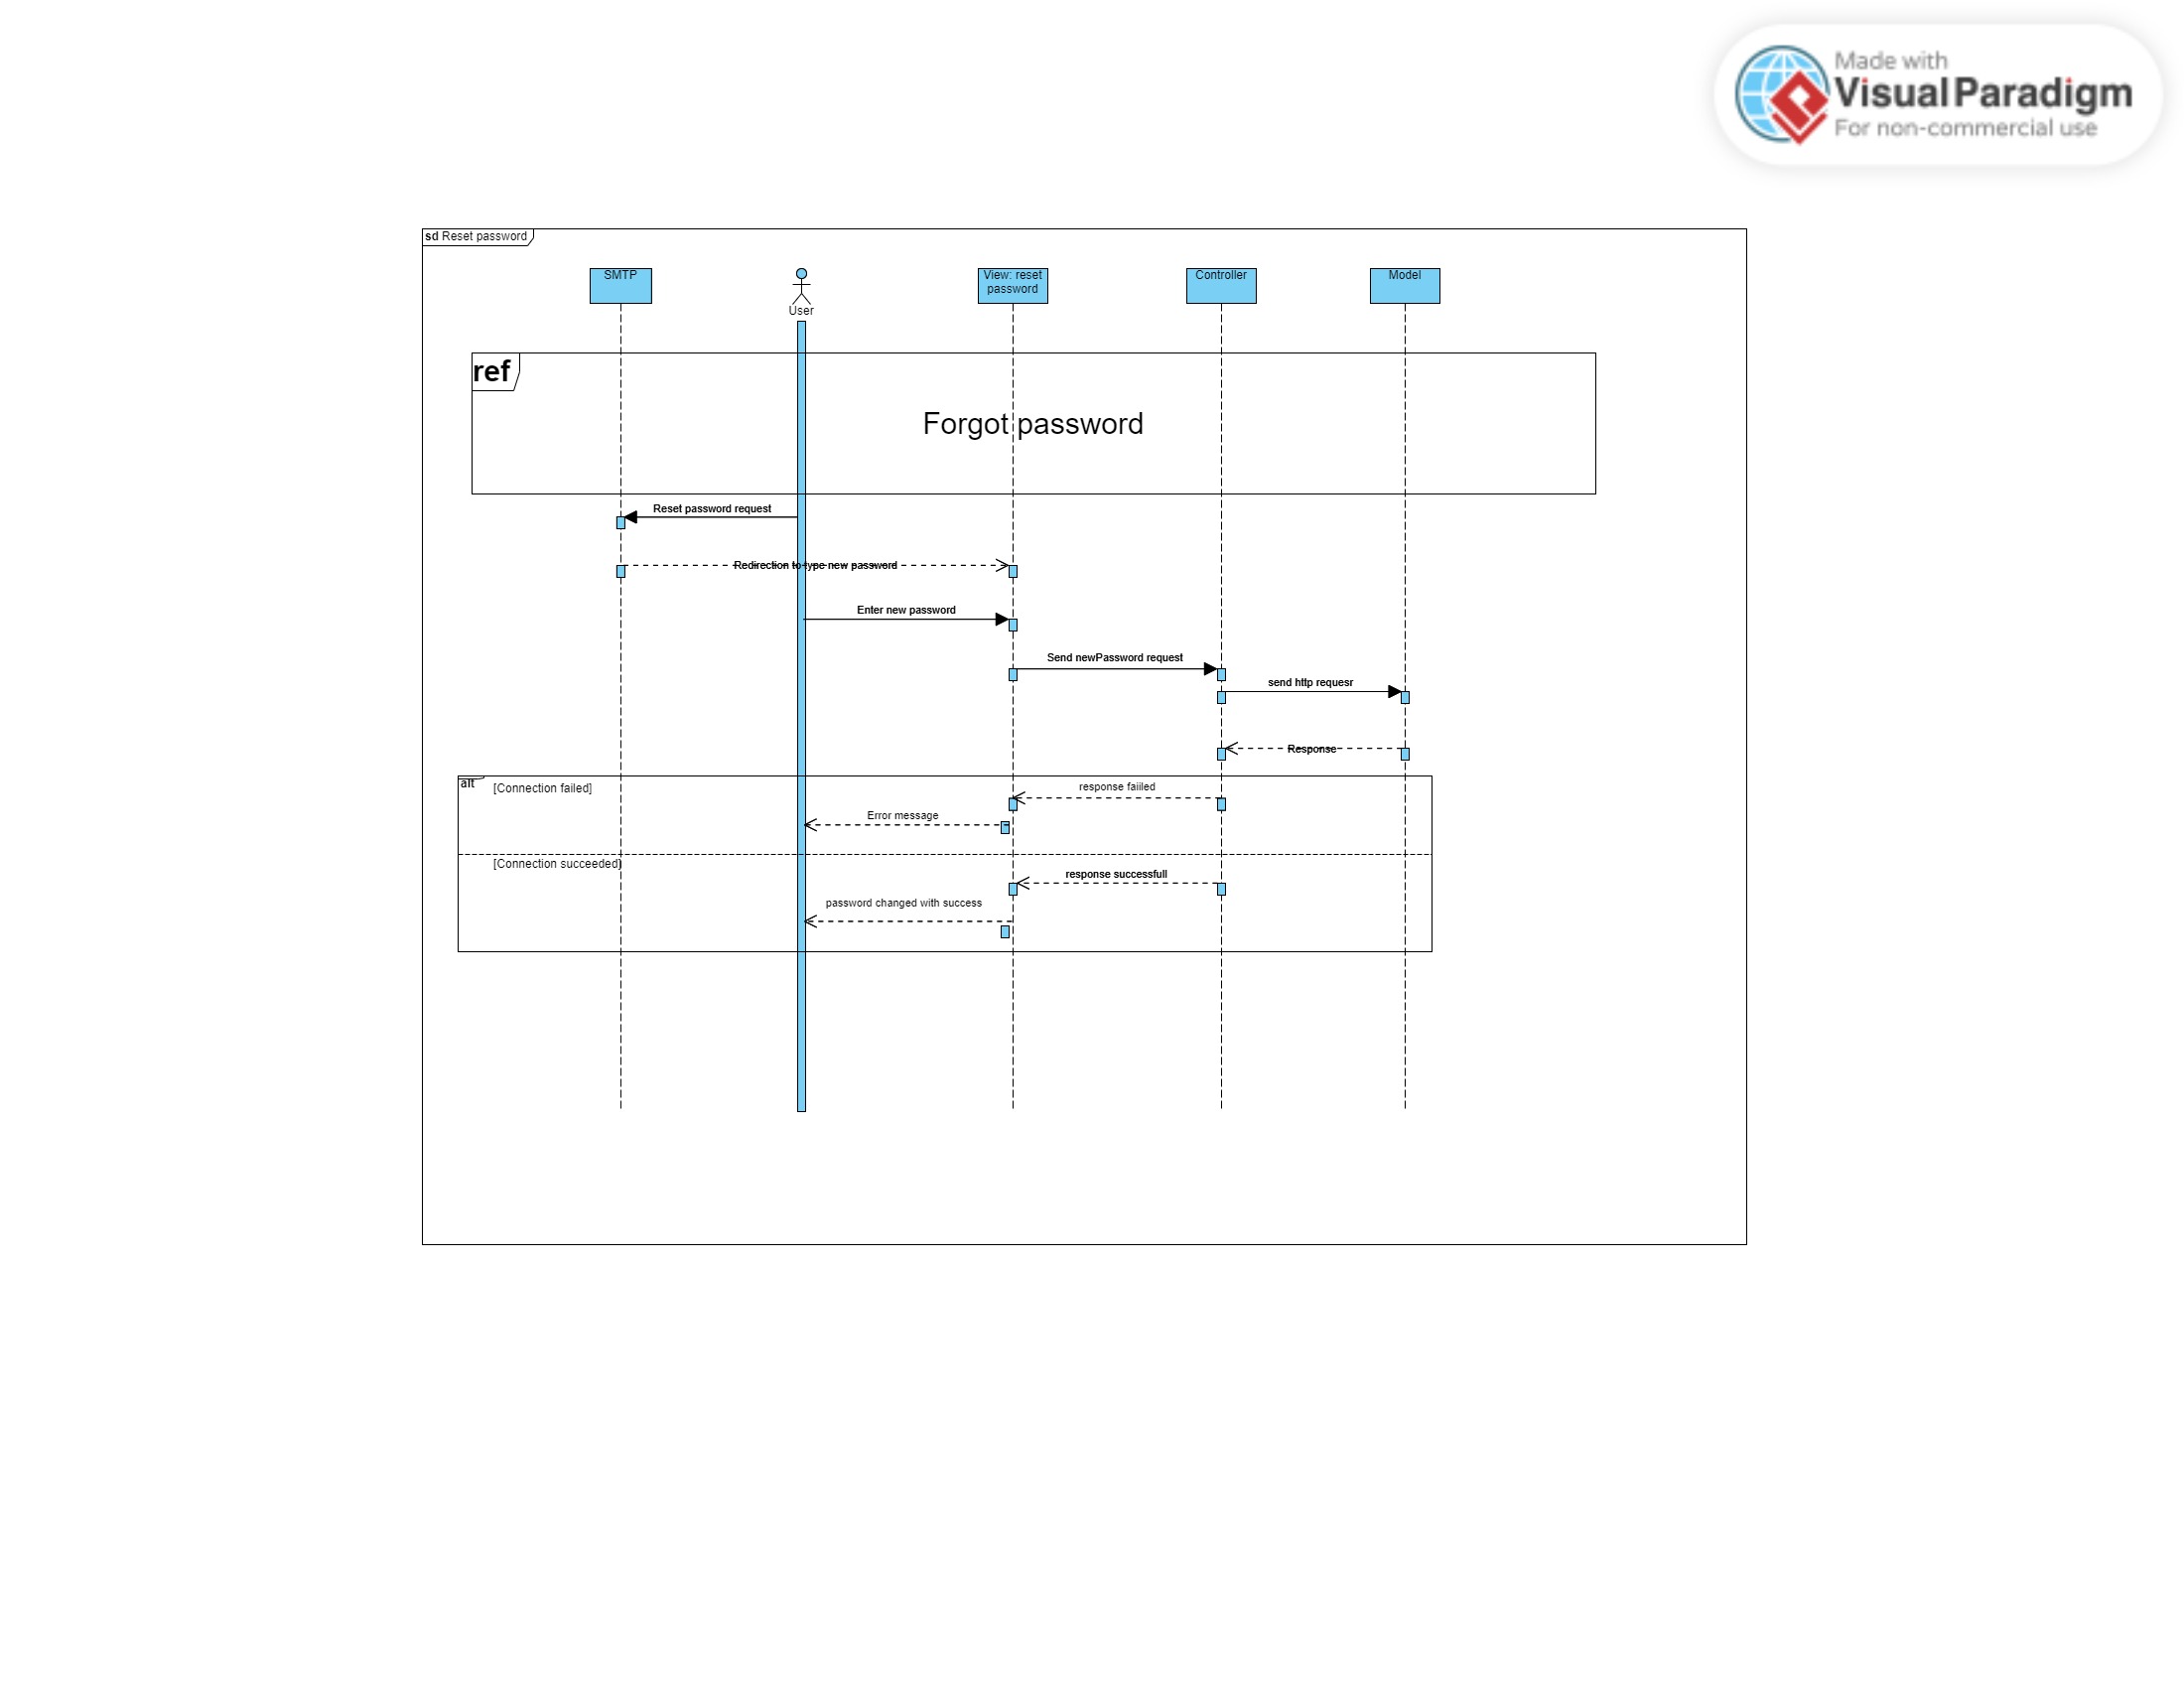 Made with
Visual Paradigm
For non-commercial use
sd Reset password
SMTP
User
View: reset
password
Controller
Model
ref
Forgot password
Reset password request
Redirection to type new password
Enter new password
Send newPassword request
send http requesr
Response
alt
[Connection failed]
response faiiled
Error message
[Connection succeeded]
response successfull
password changed with success